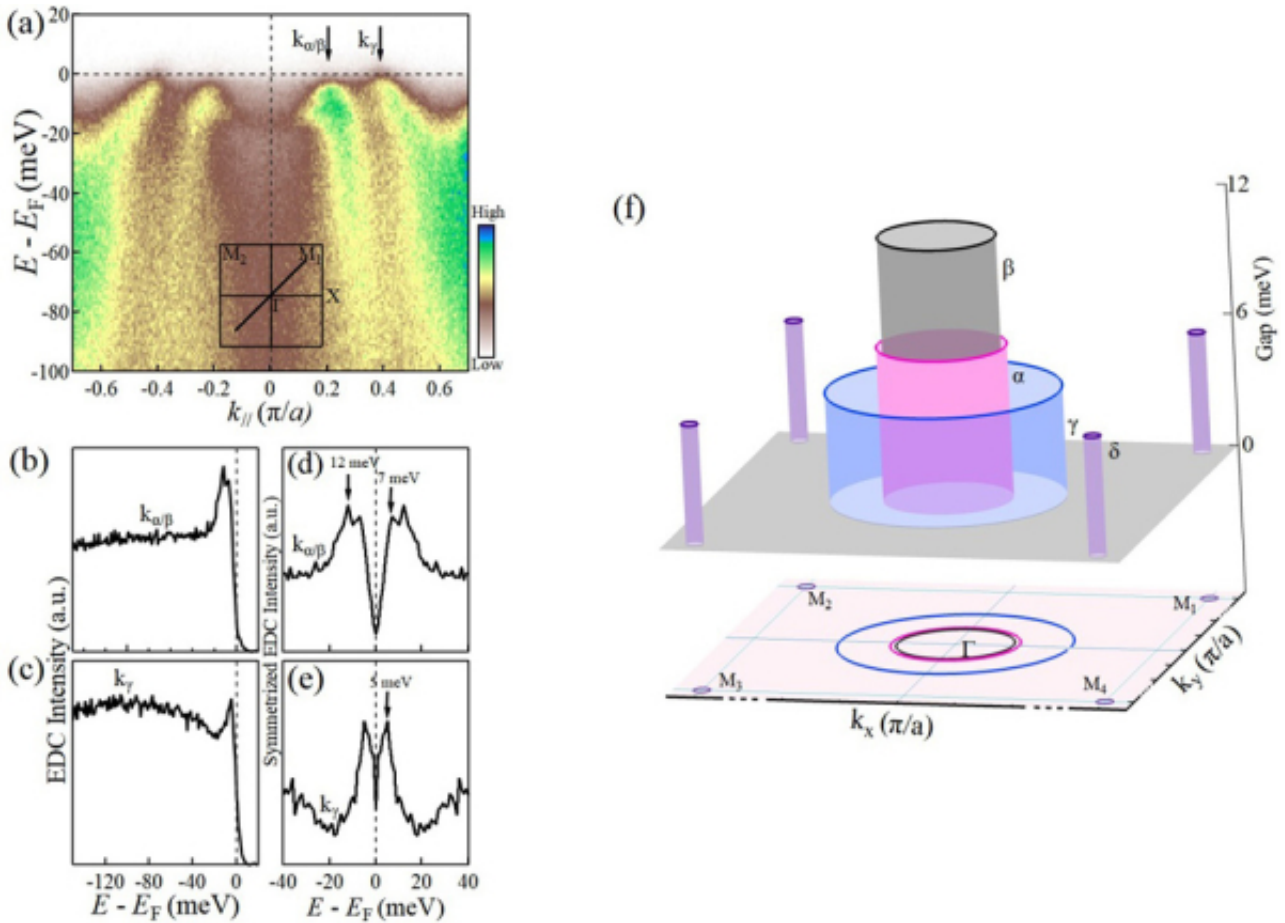 (a)
20
0
-20
-40
-60
-80
-100
E - E_F (meV)
k_α/β
k_γ
High
Low
M_2
M_1
Γ
X
-0.6 -0.4 -0.2 0 0.2 0.4 0.6
k_// (π/a)
(b)
k_α/β
(c)
k_γ
EDC Intensity (a.u.)
-120 -80 -40 0
E - E_F (meV)
(d)
12 meV
7 meV
k_α/β
(e)
5 meV
k_γ
Symmetrized EDC Intensity (a.u.)
-40 -20 0 20 40
E - E_F (meV)
(f)
12
6
0
Gap (meV)
β
α
γ
δ
M_2
M_1
Γ
M_3
M_4
k_x (π/a)
k_y (π/a)